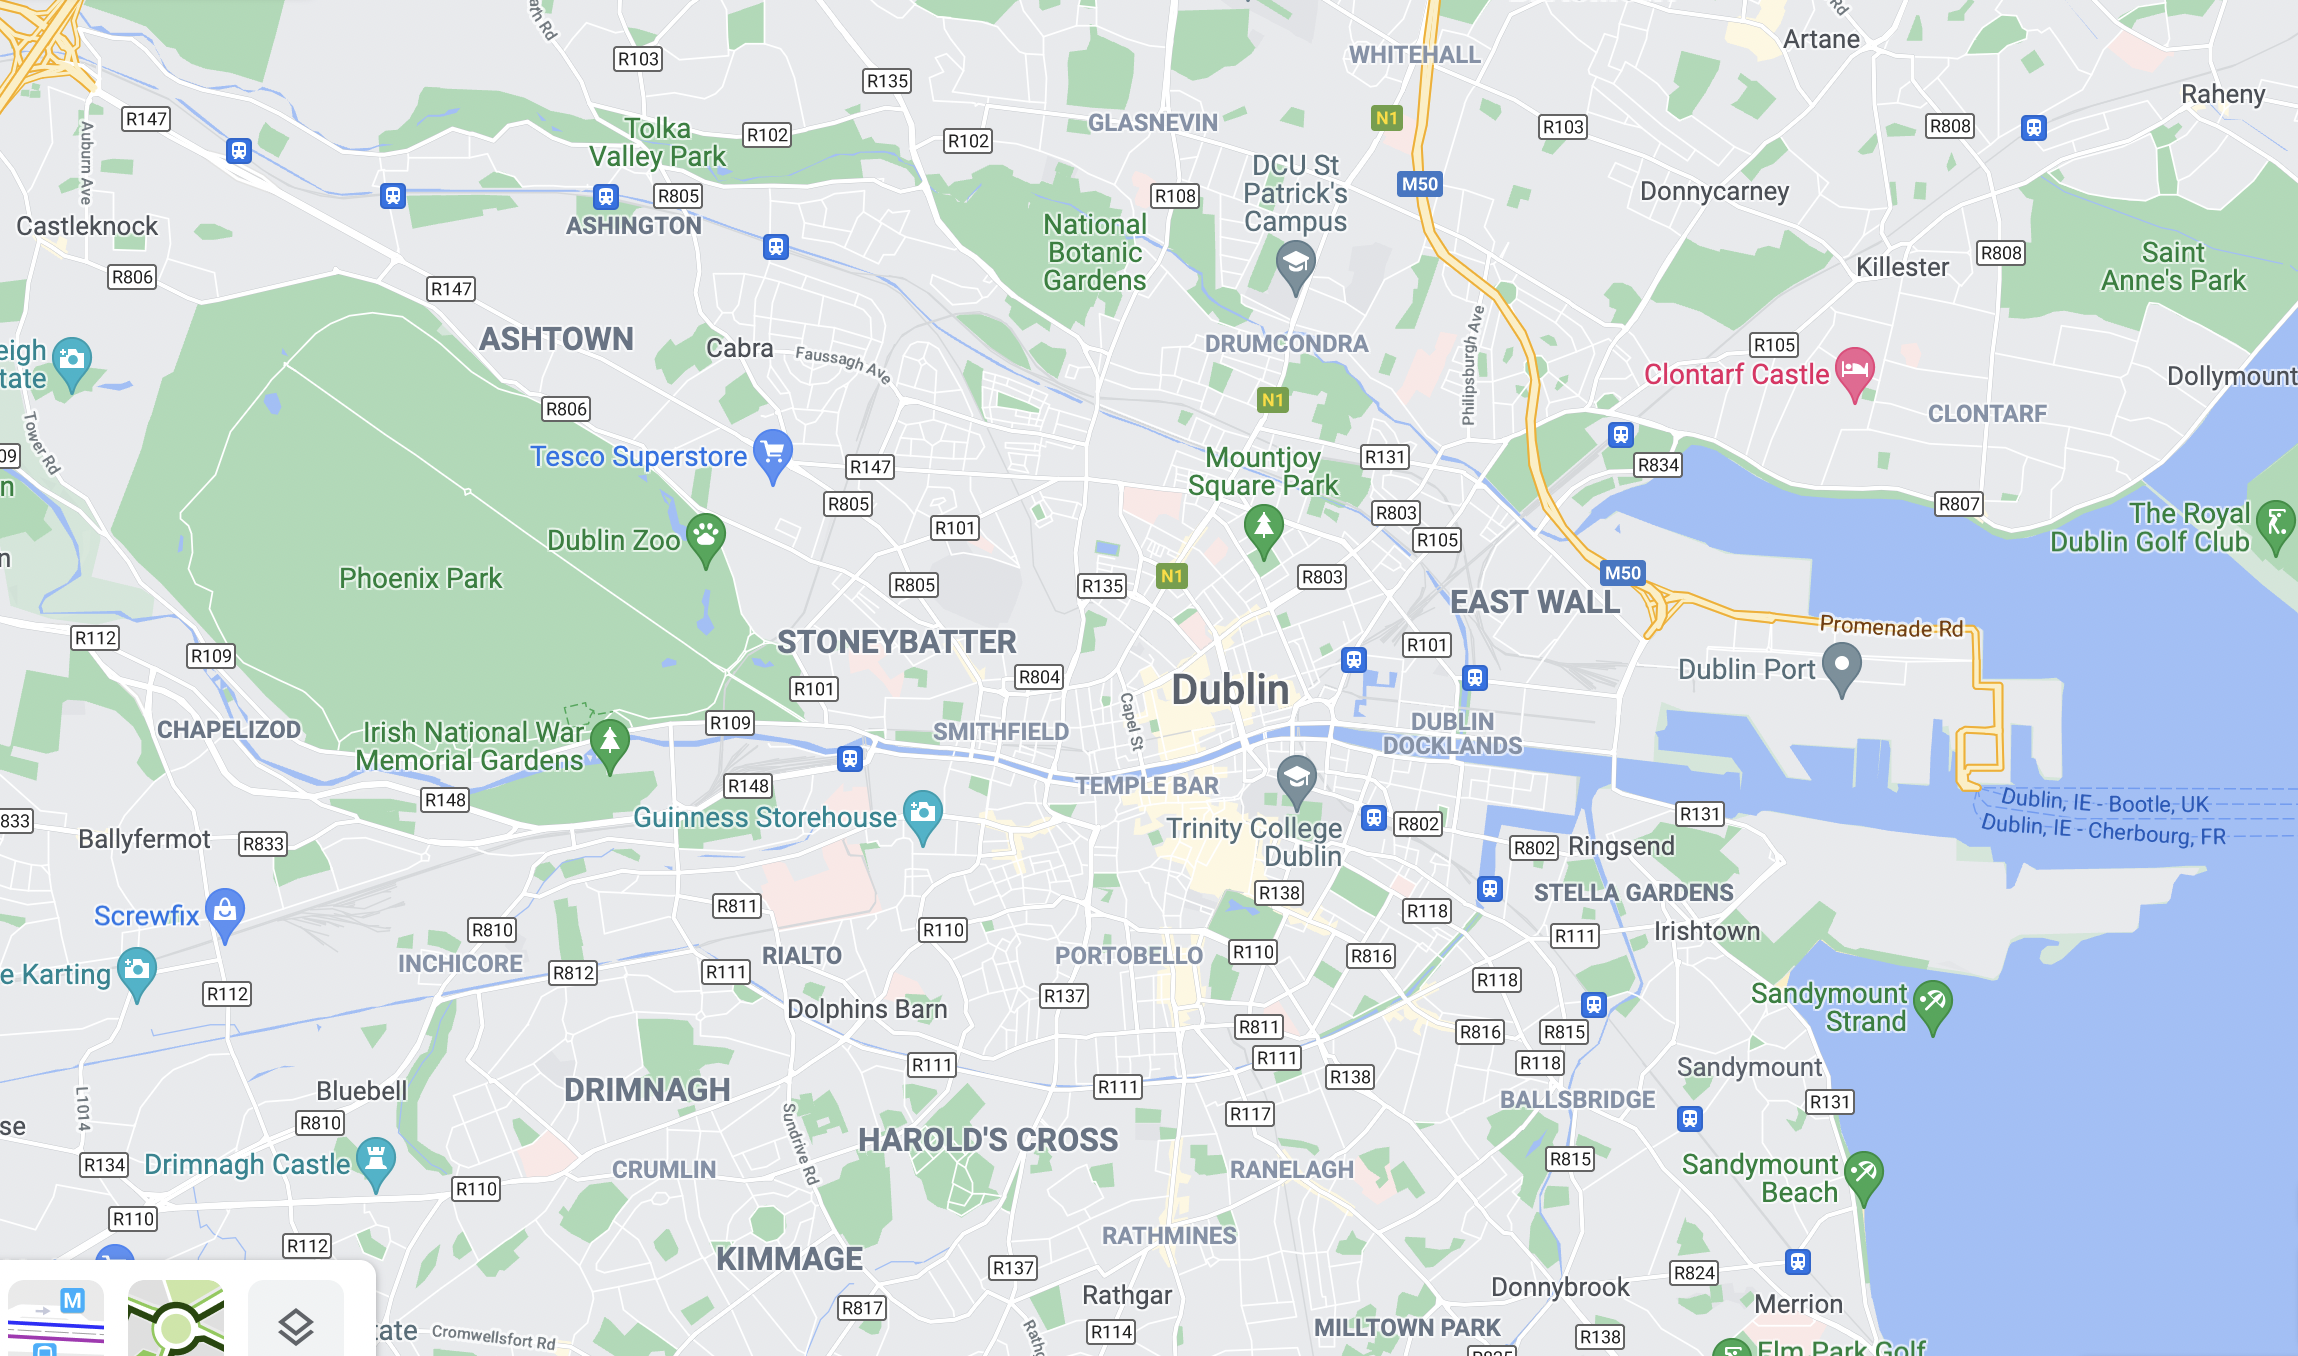 WHITEHALL
Artane
R103
R135
Raheny
R147
Auburn Ave
Tolka
Valley Park
R102
R102
GLASNEVIN
N1
R103
R808
DCU St
Patrick's
Campus
M50
R805
R108
Donnycarney
Castleknock
ASHINGTON
National
Botanic
Gardens
R808
Saint
Anne's Park
R806
R147
Killester
ASHTOWN
Cabra
Faussagh Ave
DRUMCONDRA
Philipsburgh Ave
R105
Clontarf Castle
Dollymount
R806
N1
CLONTARF
Tower Rd
Tesco Superstore
R147
Mountjoy
Square Park
R131
R834
R805
R101
R803
R807
The Royal
Dublin Golf Club
Dublin Zoo
R105
Phoenix Park
R805
R135
N1
R803
M50
EAST WALL
Promenade Rd
R112
R109
STONEYBATTER
R101
Dublin Port
R101
R804
Dublin
CHAPELIZOD
Irish National War
Memorial Gardens
R109
SMITHFIELD
Capel St
DUBLIN
DOCKLANDS
R148
R148
TEMPLE BAR
Dublin, IE - Bootle, UK
Dublin, IE - Cherbourg, FR
Guinness Storehouse
Trinity College
Dublin
R802
R131
Ballyfermot
R833
R802
Ringsend
R138
STELLA GARDENS
Screwfix
R811
R118
R810
R110
R111
Irishtown
INCHICORE
R812
R111
RIALTO
PORTOBELLO
R110
R816
e Karting
R112
R118
Dolphins Barn
R137
Sandymount
Strand
R811
R816
R815
R111
R111
R118
Sandymount
L1014
Bluebell
DRIMNAGH
R111
R138
BALLSBRIDGE
R131
R810
Sundrive Rd
R117
HAROLD'S CROSS
R134
Drimnagh Castle
CRUMLIN
RANELAGH
R815
Sandymount
Beach
R110
R110
R112
RATHMINES
KIMMAGE
R137
R824
Donnybrook
Rathgar
Merrion
R817
M
Cromwellsfort Rd
R114
MILLTOWN PARK
R138
Elm Park Golf